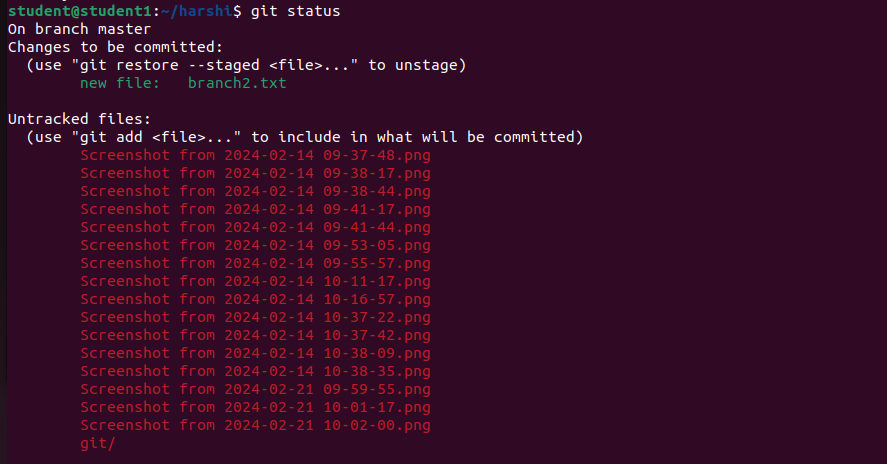 student@student1:~/harshi$ git status
On branch master
Changes to be committed:
  (use "git restore --staged <file>..." to unstage)
        new file:   branch2.txt

Untracked files:
  (use "git add <file>..." to include in what will be committed)
        Screenshot from 2024-02-14 09-37-48.png
        Screenshot from 2024-02-14 09-38-17.png
        Screenshot from 2024-02-14 09-38-44.png
        Screenshot from 2024-02-14 09-41-17.png
        Screenshot from 2024-02-14 09-41-44.png
        Screenshot from 2024-02-14 09-53-05.png
        Screenshot from 2024-02-14 09-55-57.png
        Screenshot from 2024-02-14 10-11-17.png
        Screenshot from 2024-02-14 10-16-57.png
        Screenshot from 2024-02-14 10-37-22.png
        Screenshot from 2024-02-14 10-37-42.png
        Screenshot from 2024-02-14 10-38-09.png
        Screenshot from 2024-02-14 10-38-35.png
        Screenshot from 2024-02-21 09-59-55.png
        Screenshot from 2024-02-21 10-01-17.png
        Screenshot from 2024-02-21 10-02-00.png
        git/